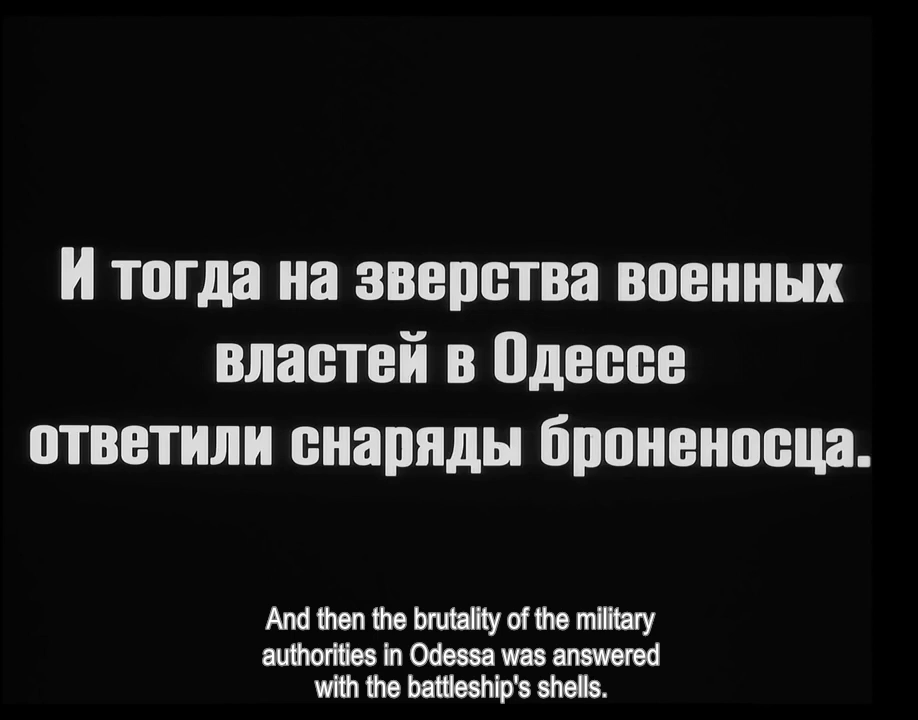 И тогда на зверства военных
властей в Одессе
ответили снаряды броненосца.
And then the brutality of the military
authorities in Odessa was answered
with the battleship's shells.